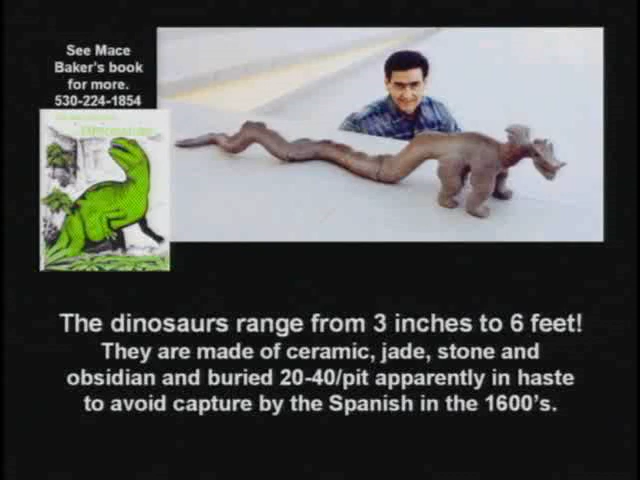 See Mace
Baker's book
for more.
530-224-1854
Dinosaurs
The dinosaurs range from 3 inches to 6 feet!
They are made of ceramic, jade, stone and
obsidian and buried 20-40/pit apparently in haste
to avoid capture by the Spanish in the 1600's.